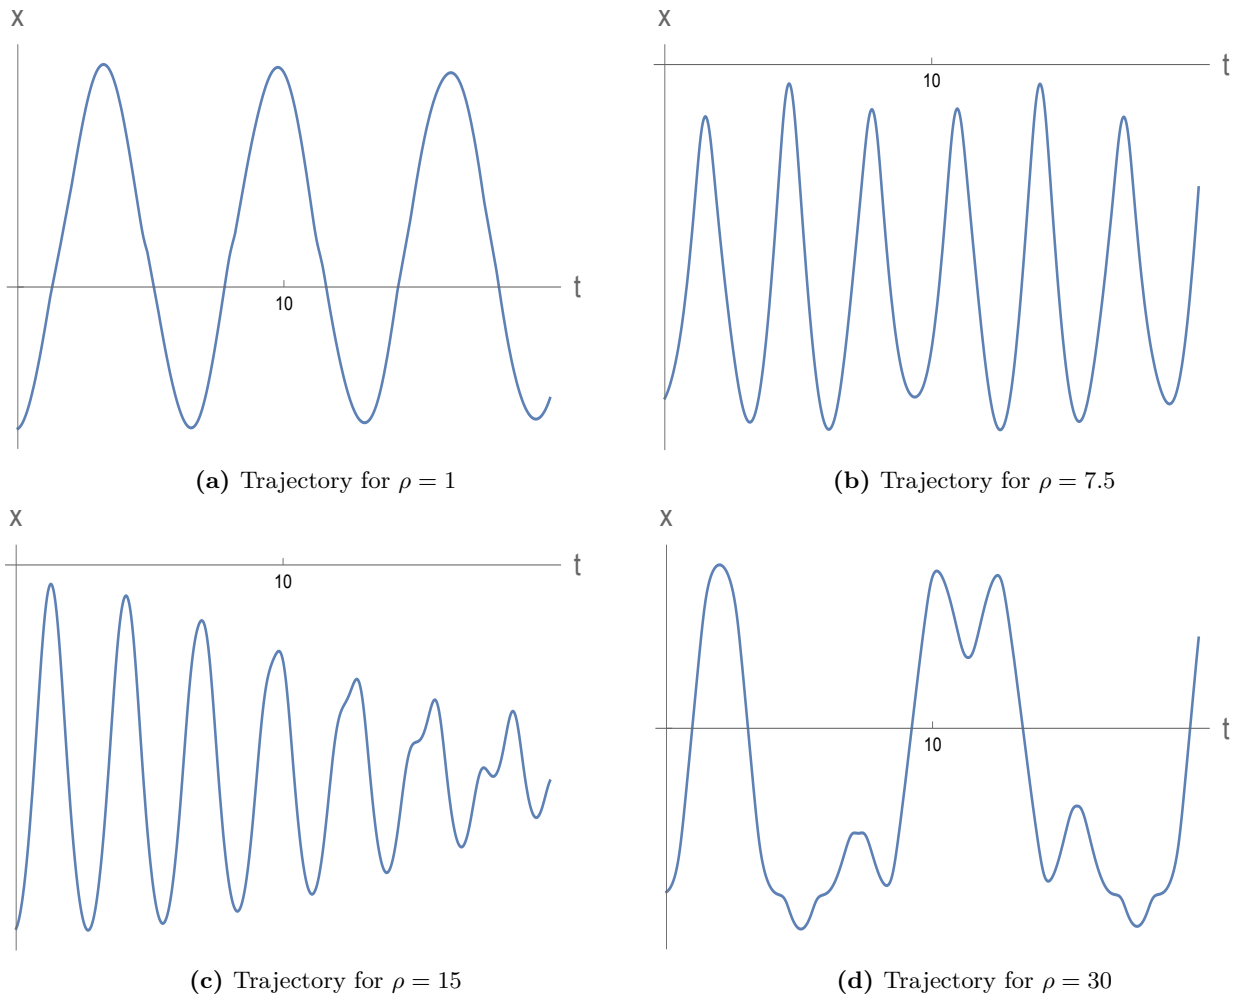 x
t
10
(a) Trajectory for ρ = 1
x
t
10
(b) Trajectory for ρ = 7.5
x
t
10
(c) Trajectory for ρ = 15
x
t
10
(d) Trajectory for ρ = 30